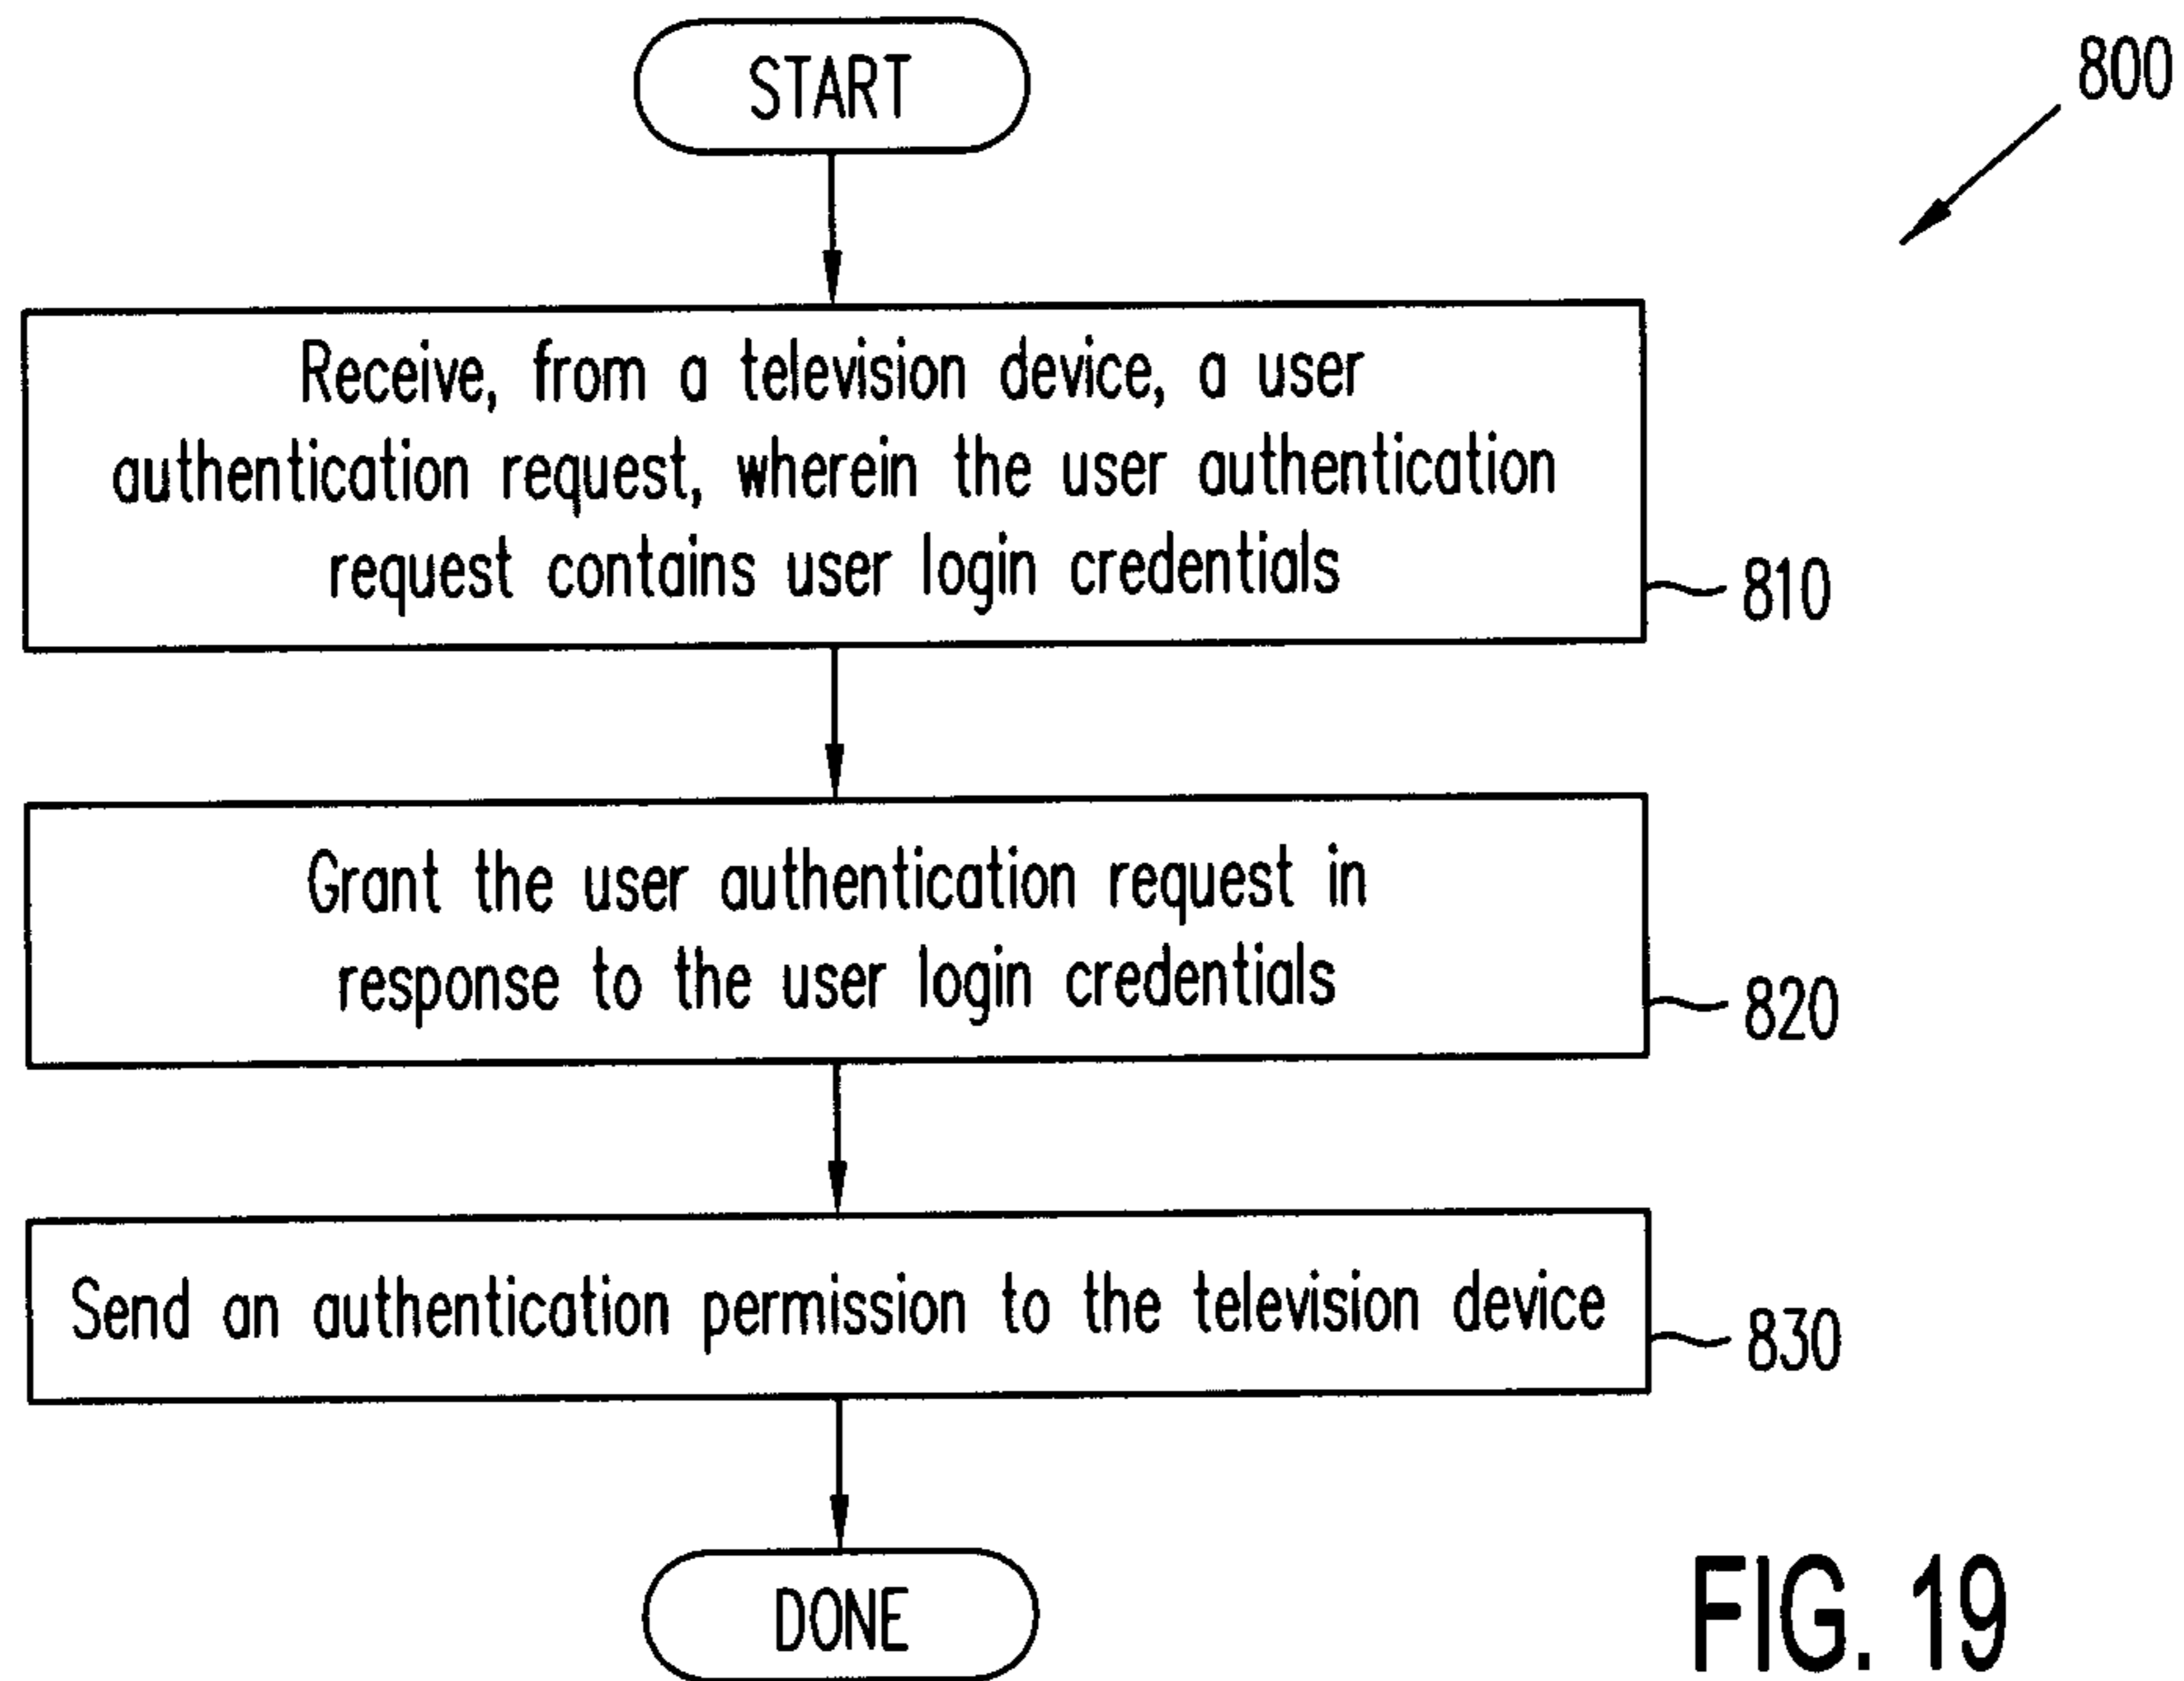 START
800
Receive, from a television device, a user
authentication request, wherein the user authentication
request contains user login credentials
810
Grant the user authentication request in
response to the user login credentials
820
Send an authentication permission to the television device
830
DONE
FIG. 19